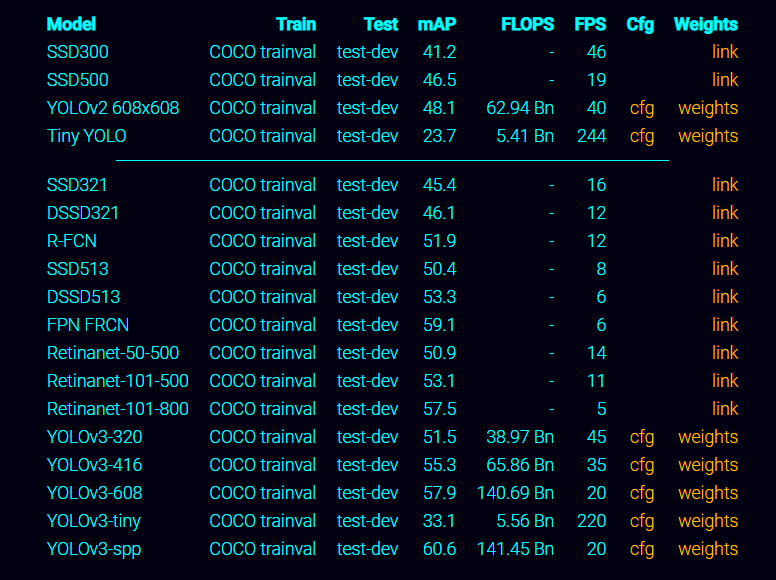 Model Train Test mAP FLOPS FPS Cfg Weights
SSD300 COCO trainval test-dev 41.2 - 46 link
SSD500 COCO trainval test-dev 46.5 - 19 link
YOLOv2 608x608 COCO trainval test-dev 48.1 62.94 Bn 40 cfg weights
Tiny YOLO COCO trainval test-dev 23.7 5.41 Bn 244 cfg weights
SSD321 COCO trainval test-dev 45.4 - 16 link
DSSD321 COCO trainval test-dev 46.1 - 12 link
R-FCN COCO trainval test-dev 51.9 - 12 link
SSD513 COCO trainval test-dev 50.4 - 8 link
DSSD513 COCO trainval test-dev 53.3 - 6 link
FPN FRCN COCO trainval test-dev 59.1 - 6 link
Retinanet-50-500 COCO trainval test-dev 50.9 - 14 link
Retinanet-101-500 COCO trainval test-dev 53.1 - 11 link
Retinanet-101-800 COCO trainval test-dev 57.5 - 5 link
YOLOv3-320 COCO trainval test-dev 51.5 38.97 Bn 45 cfg weights
YOLOv3-416 COCO trainval test-dev 55.3 65.86 Bn 35 cfg weights
YOLOv3-608 COCO trainval test-dev 57.9 140.69 Bn 20 cfg weights
YOLOv3-tiny COCO trainval test-dev 33.1 5.56 Bn 220 cfg weights
YOLOv3-spp COCO trainval test-dev 60.6 141.45 Bn 20 cfg weights